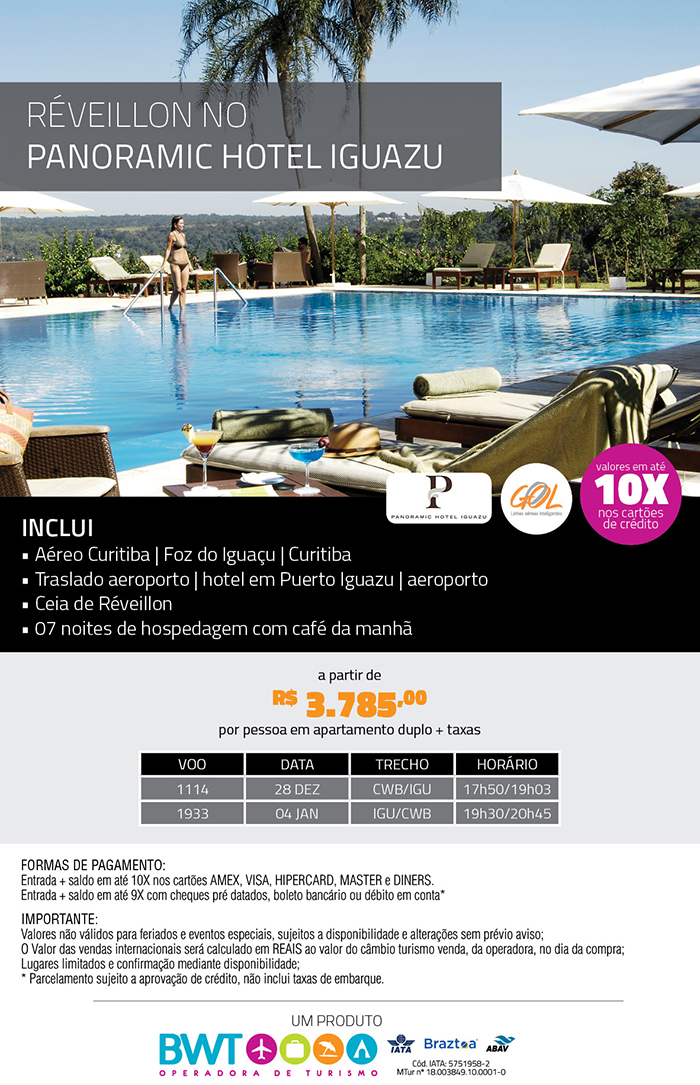 RÉVEILLON NO
PANORAMIC HOTEL IGUAZU
P
PANORAMIC HOTEL IGUAZU
GOL
Linhas aéreas inteligentes
valores em até
10X
nos cartões
de crédito
INCLUI
▪ Aéreo Curitiba | Foz do Iguaçu | Curitiba
▪ Traslado aeroporto | hotel em Puerto Iguazu | aeroporto
▪ Ceia de Réveillon
▪ 07 noites de hospedagem com café da manhã
a partir de
R$ 3.785,00
por pessoa em apartamento duplo + taxas
VOO DATA TRECHO HORÁRIO
1114 28 DEZ CWB/IGU 17h50/19h03
1933 04 JAN IGU/CWB 19h30/20h45
FORMAS DE PAGAMENTO:
Entrada + saldo em até 10X nos cartões AMEX, VISA, HIPERCARD, MASTER e DINERS.
Entrada + saldo em até 9X com cheques pré datados, boleto bancário ou débito em conta*
IMPORTANTE:
Valores não válidos para feriados e eventos especiais, sujeitos a disponibilidade e alterações sem prévio aviso;
O Valor das vendas internacionais será calculado em REAIS ao valor do câmbio turismo venda, da operadora, no dia da compra;
Lugares limitados e confirmação mediante disponibilidade;
* Parcelamento sujeito a aprovação de crédito, não inclui taxas de embarque.
UM PRODUTO
BWT
OPERADORA DE TURISMO
IATA
Braztoa
ABAV
Cód. IATA: 5751958-2
MTur nº 18.003849.10.0001-0